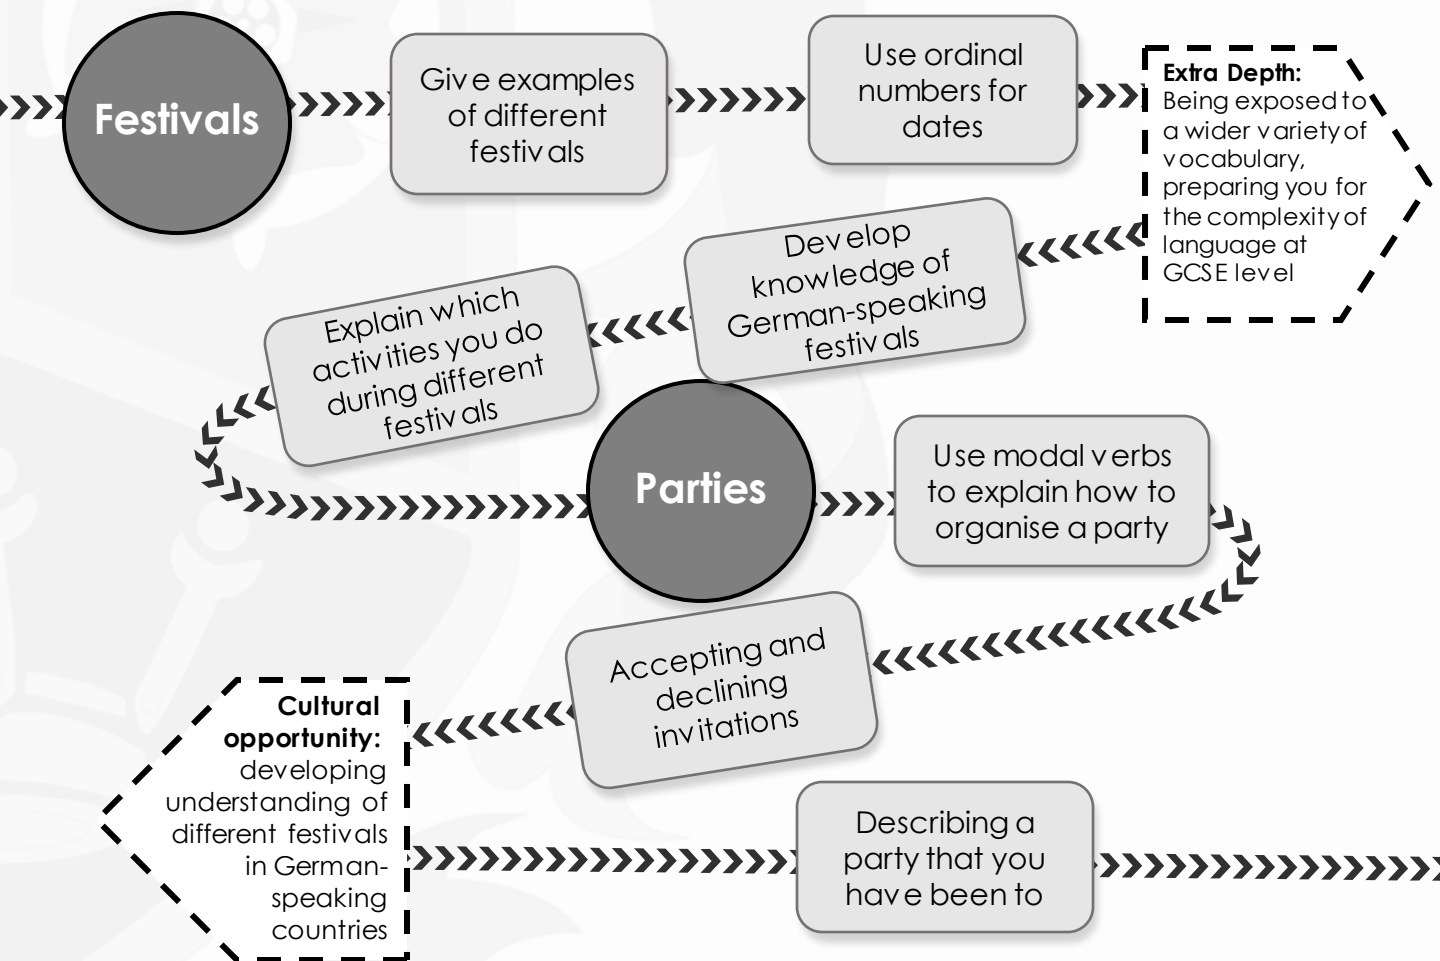 Festivals
Give examples
of different
festivals
Use ordinal
numbers for
dates
Extra Depth:
Being exposed to
a wider variety of
vocabulary,
preparing you for
the complexity of
language at
GCSE level
Develop
knowledge of
German-speaking
festivals
Explain which
activities you do
during different
festivals
Parties
Use modal verbs
to explain how to
organise a party
Accepting and
declining
invitations
Cultural
opportunity:
developing
understanding of
different festivals
in German-
speaking
countries
Describing a
party that you
have been to